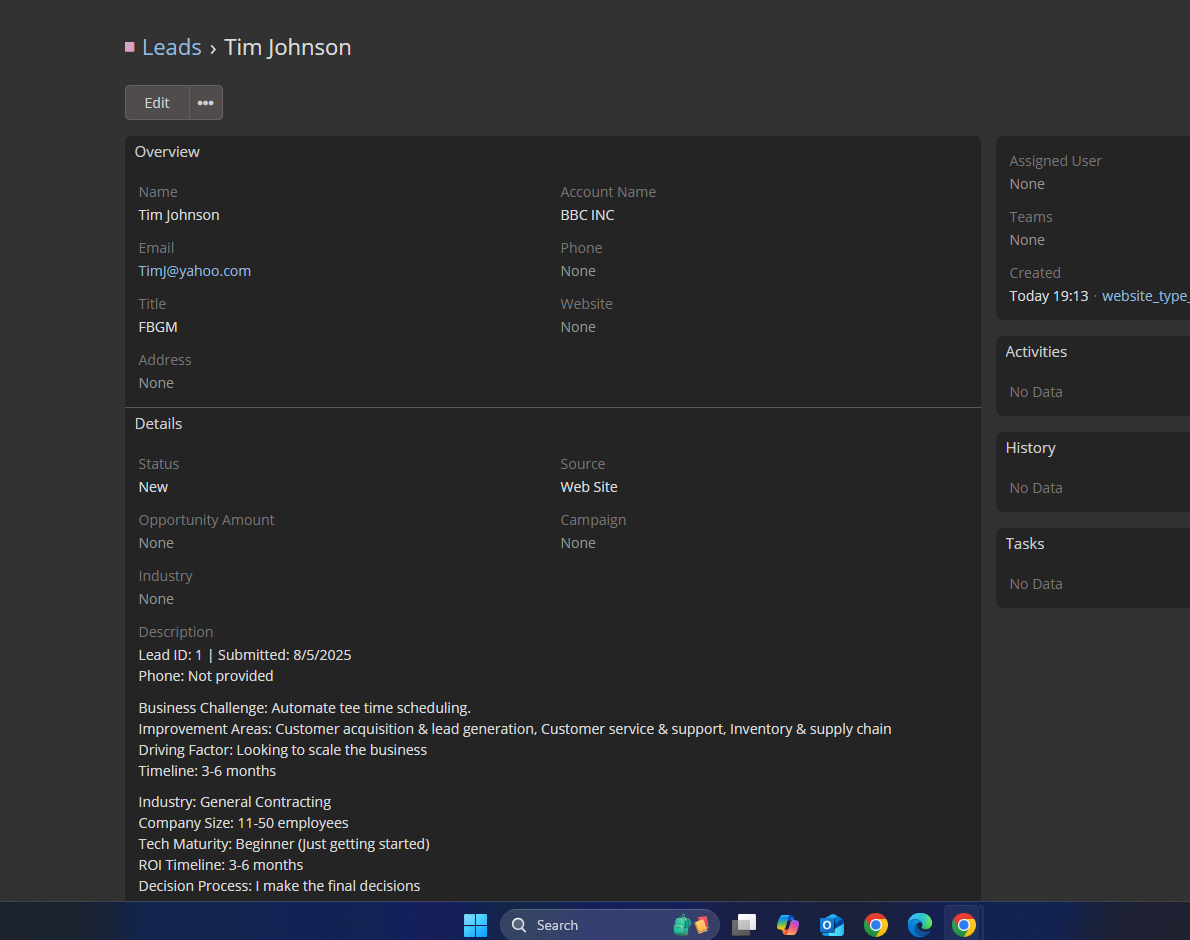 Leads › Tim Johnson
Edit •••
Overview
Name
Tim Johnson
Account Name
BBC INC
Email
TimJ@yahoo.com
Phone
None
Title
FBGM
Website
None
Address
None
Details
Status
New
Source
Web Site
Opportunity Amount
None
Campaign
None
Industry
None
Description
Lead ID: 1 | Submitted: 8/5/2025
Phone: Not provided
Business Challenge: Automate tee time scheduling.
Improvement Areas: Customer acquisition & lead generation, Customer service & support, Inventory & supply chain
Driving Factor: Looking to scale the business
Timeline: 3-6 months
Industry: General Contracting
Company Size: 11-50 employees
Tech Maturity: Beginner (Just getting started)
ROI Timeline: 3-6 months
Decision Process: I make the final decisions
Assigned User
None
Teams
None
Created
Today 19:13 · website_type_
Activities
No Data
History
No Data
Tasks
No Data
Search